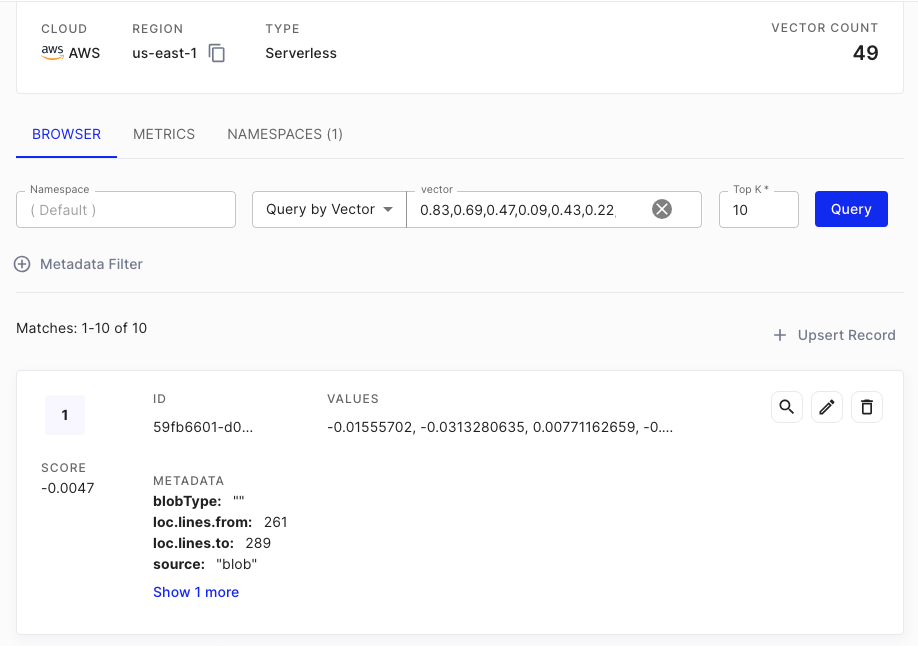 CLOUD REGION TYPE VECTOR COUNT
aws AWS us-east-1 Serverless 49
BROWSER METRICS NAMESPACES (1)
Namespace vector Top K *
( Default ) Query by Vector 0.83,0.69,0.47,0.09,0.43,0.22, 10 Query
Metadata Filter
Matches: 1-10 of 10
Upsert Record
ID VALUES
1
59fb6601-d0... -0.01555702, -0.0313280635, 0.00771162659, -0....
SCORE
-0.0047
METADATA
blobType: ""
loc.lines.from: 261
loc.lines.to: 289
source: "blob"
Show 1 more